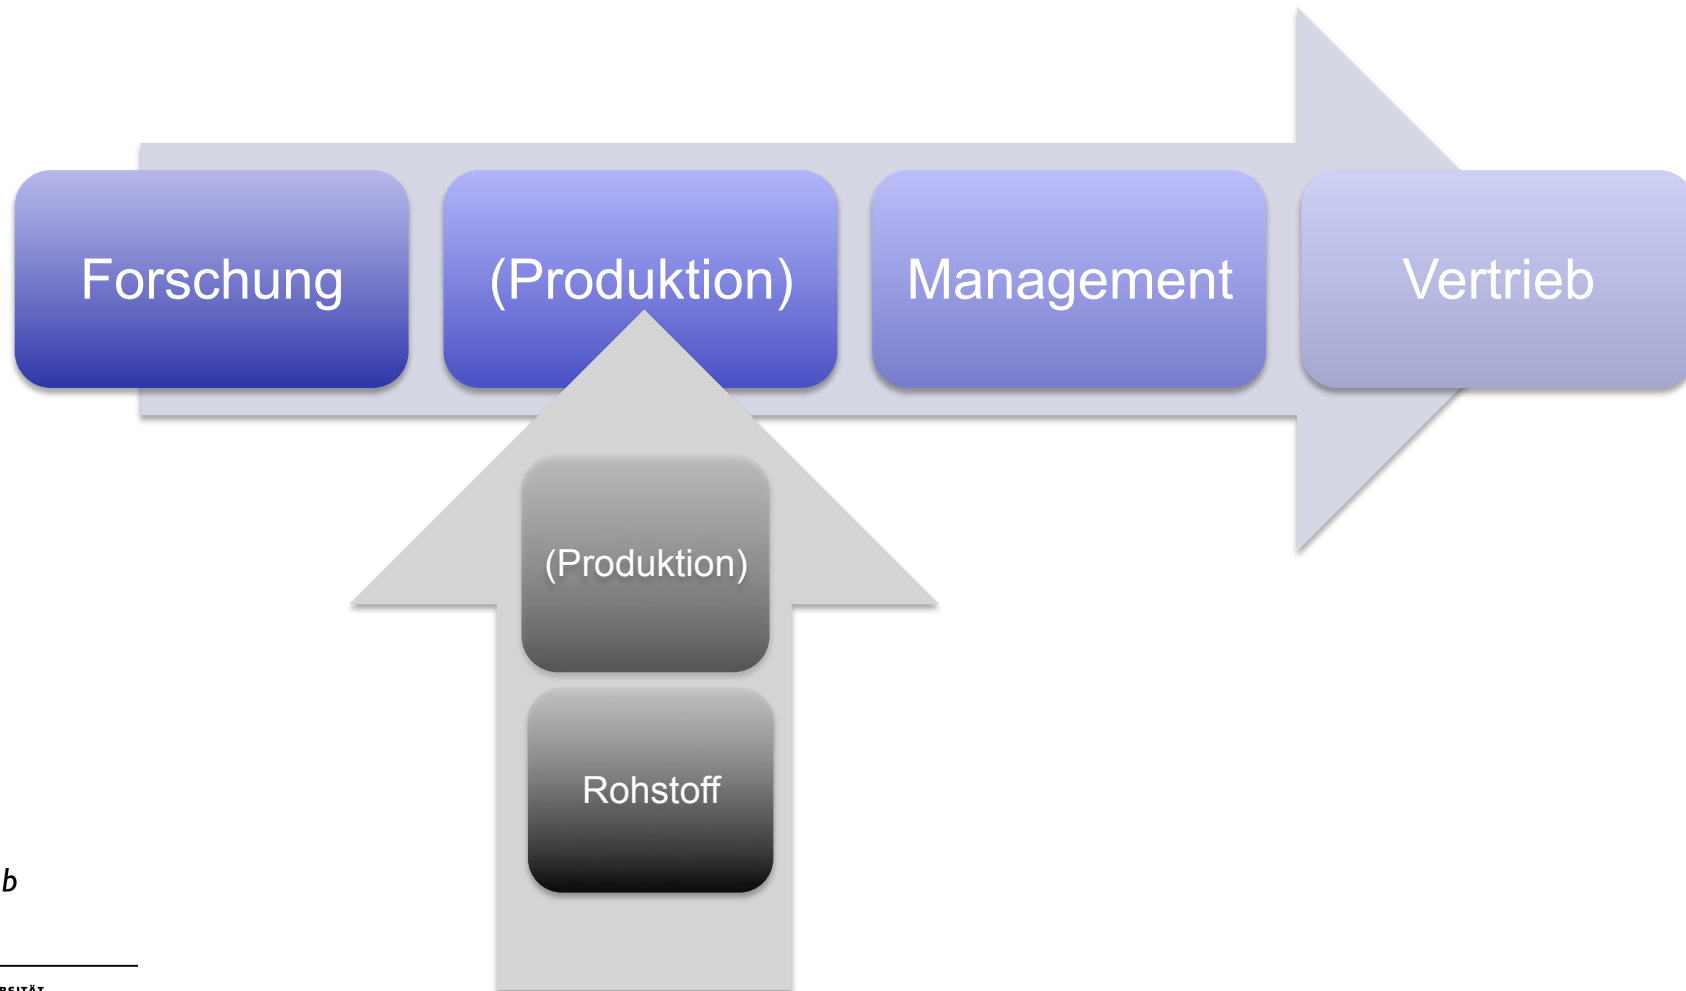 Forschung
(Produktion)
Management
Vertrieb
(Produktion)
Rohstoff
b